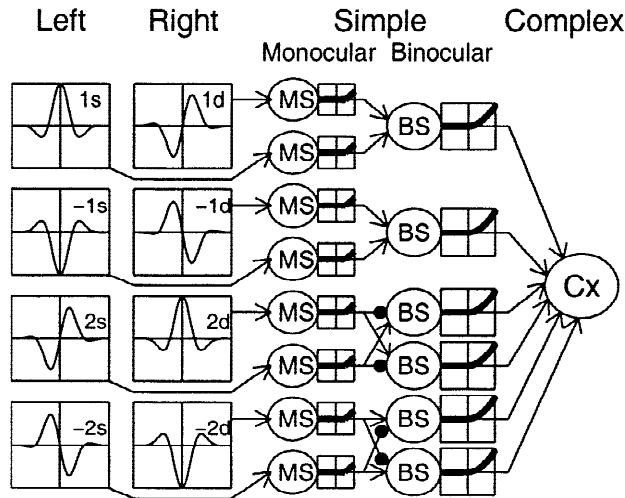 Left Right Simple Complex
Monocular Binocular
1s 1d MS BS
MS
-1s -1d MS BS
MS
Cx
2s 2d MS BS
MS BS
-2s -2d MS BS
MS BS